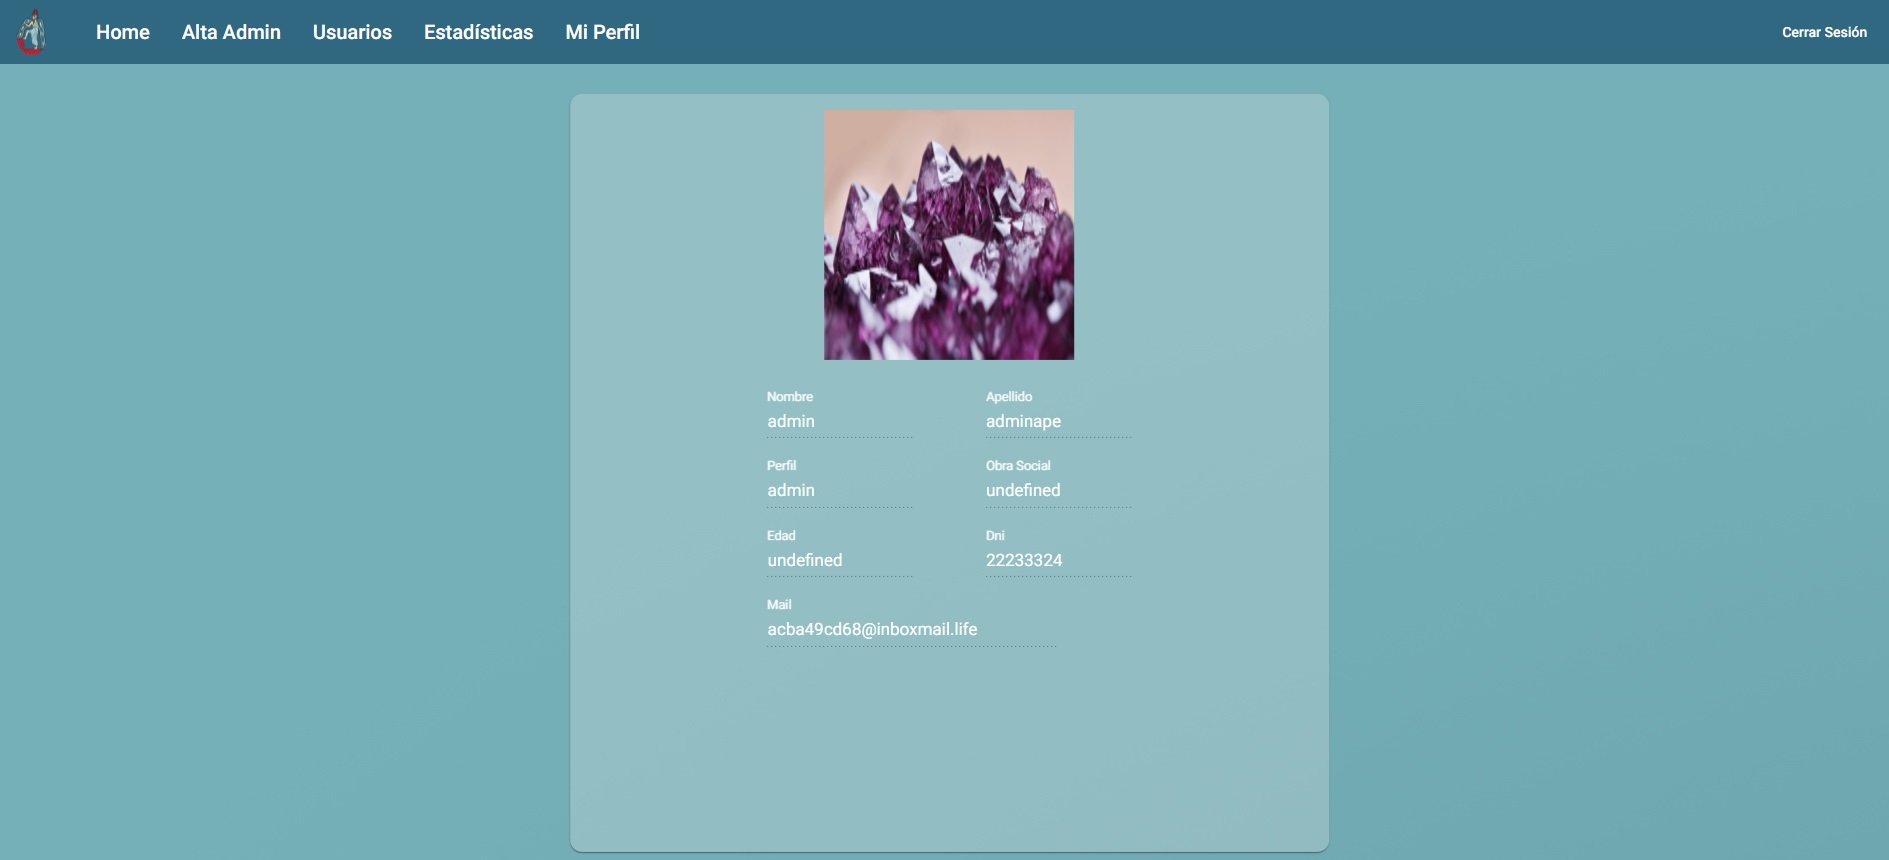 Home Alta Admin Usuarios Estadísticas Mi Perfil Cerrar Sesión
Nombre Apellido
admin adminape
Perfil Obra Social
admin undefined
Edad Dni
undefined 22233324
Mail
acba49cd68@inboxmail.life